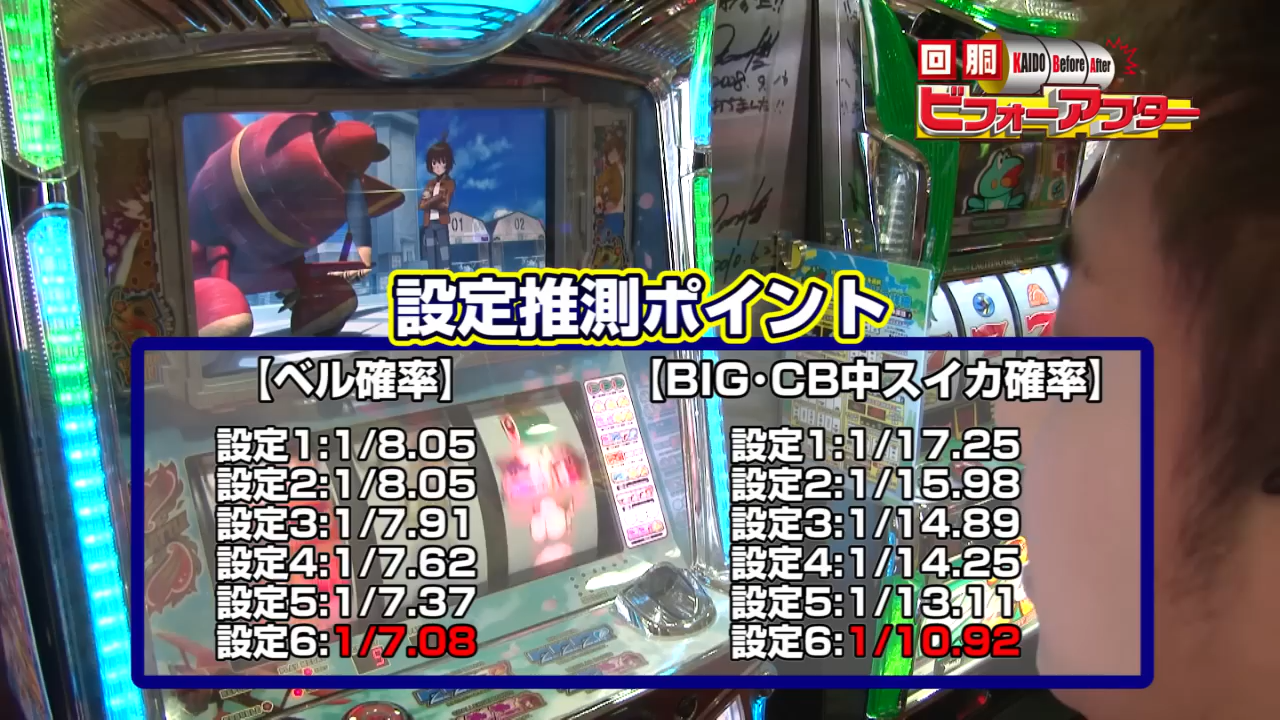 回胴 KAIDO Before After
ビフォーアフター
01
02
設定推測ポイント
【ベル確率】
設定1:1/8.05
設定2:1/8.05
設定3:1/7.91
設定4:1/7.62
設定5:1/7.37
設定6:1/7.08
【BIG・CB中スイカ確率】
設定1:1/17.25
設定2:1/15.98
設定3:1/14.89
設定4:1/14.25
設定5:1/13.11
設定6:1/10.92